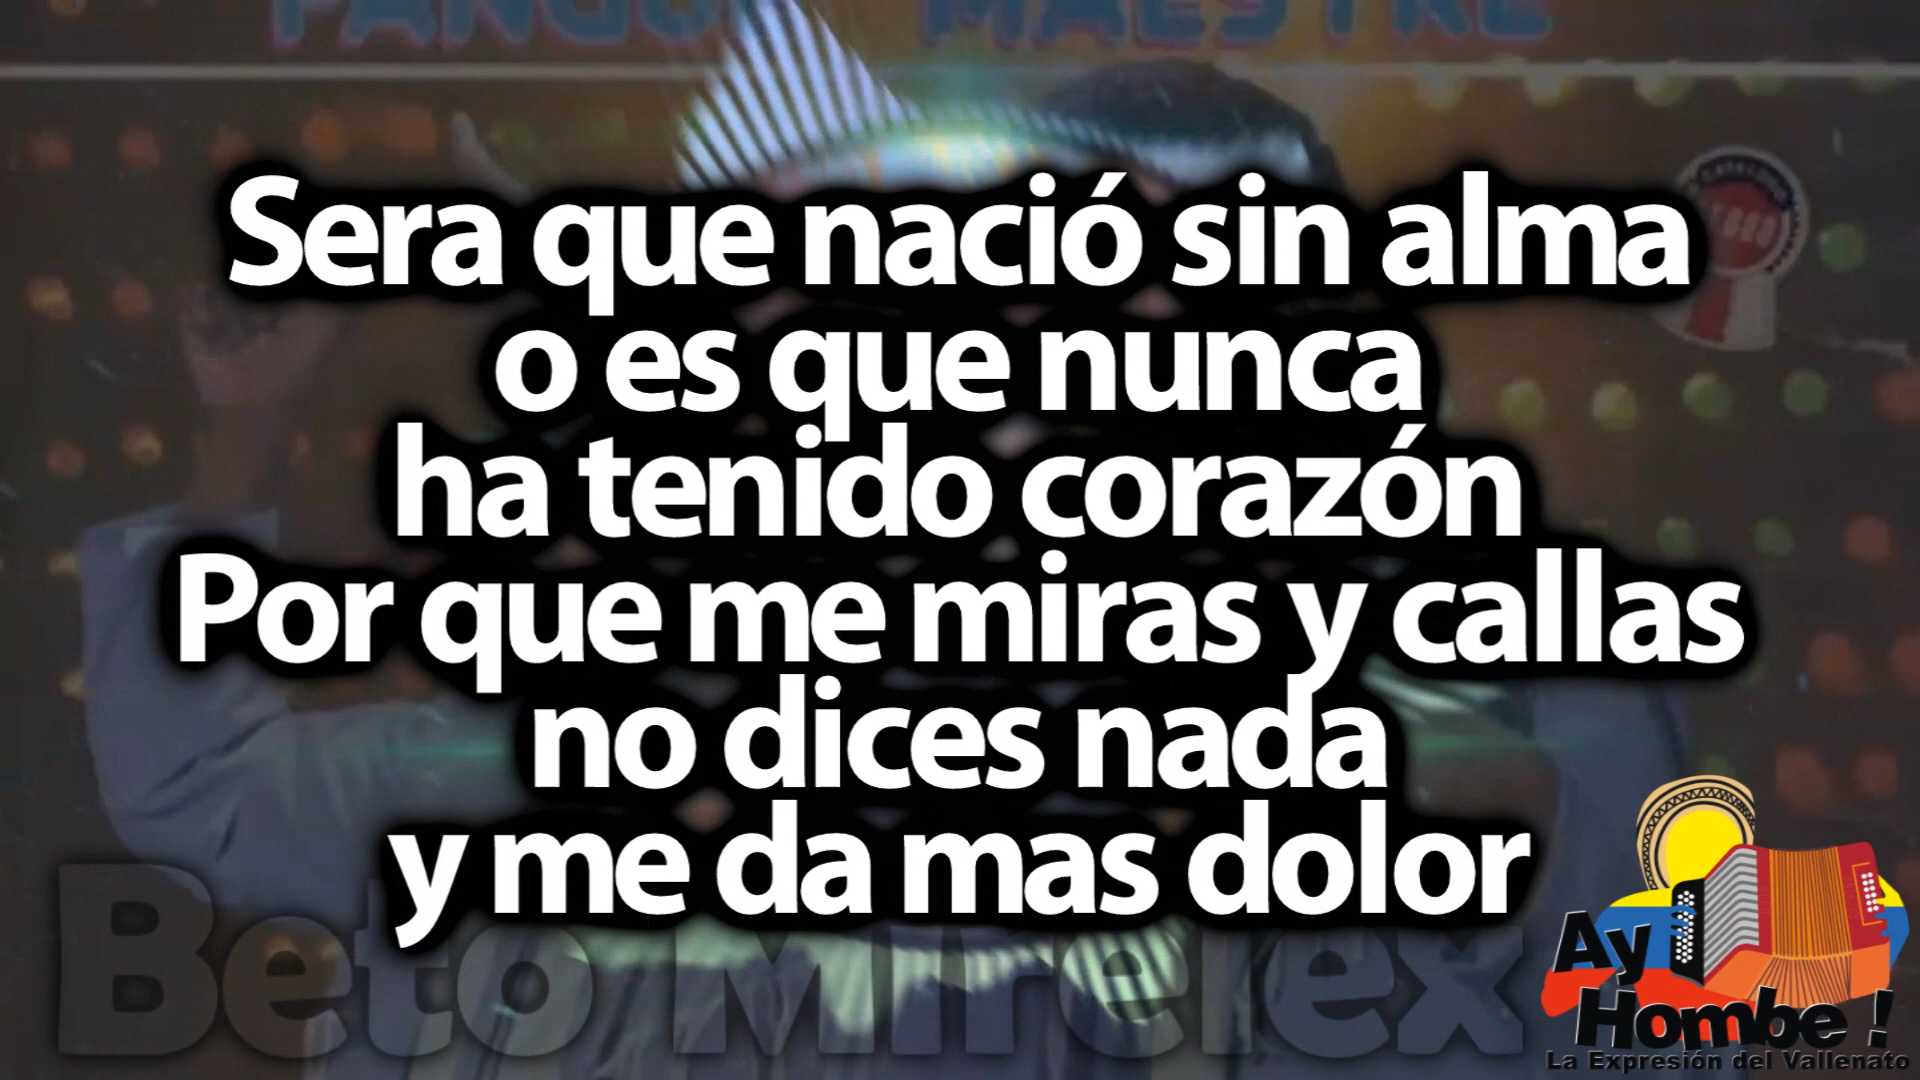 MAESTRE
Sera que nació sin alma
o es que nunca
ha tenido corazón
Por que me miras y callas
no dices nada
y me da mas dolor
Beto Mirelex
Ay
Hombe !
La Expresión del Vallenato